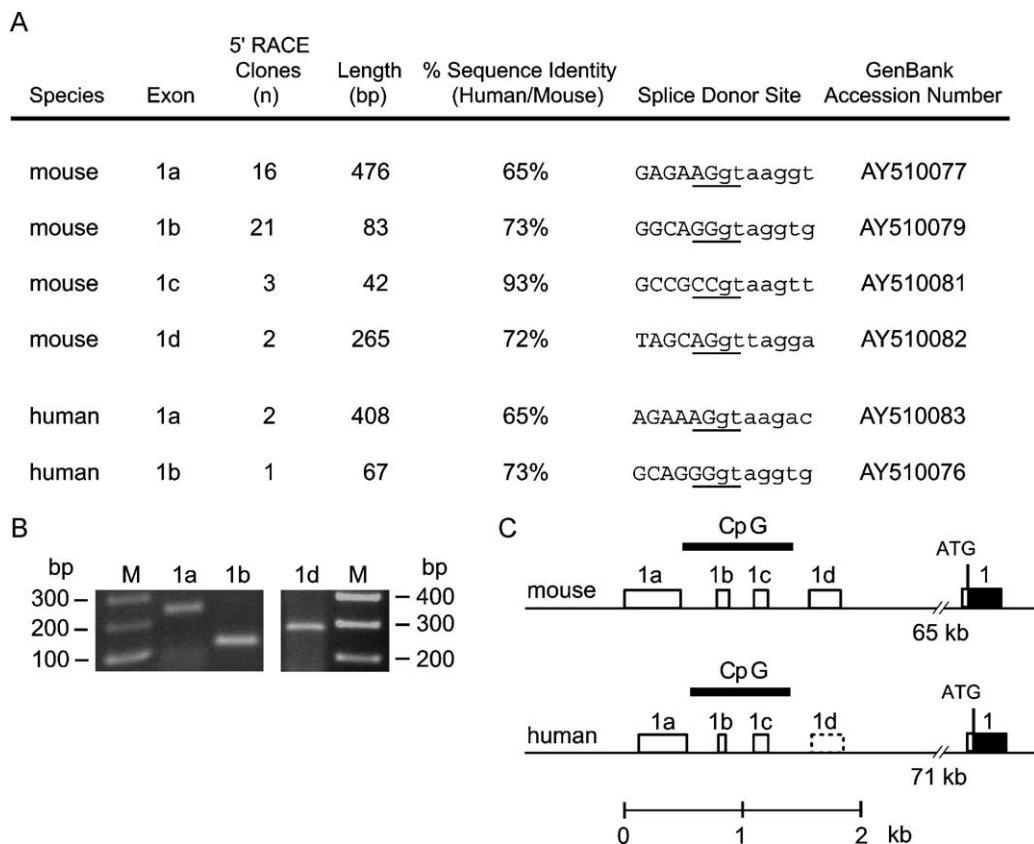 A
5' RACE Clones (n)
Length (bp)
% Sequence Identity (Human/Mouse)
GenBank Accession Number
Species Exon Splice Donor Site
mouse 1a 16 476 65% GAGAAGgtaaggt AY510077
mouse 1b 21 83 73% GGCAGGgtaggtg AY510079
mouse 1c 3 42 93% GCCGCCgtaagtt AY510081
mouse 1d 2 265 72% TAGCAGgttagga AY510082
human 1a 2 408 65% AGAAAGgtaagac AY510083
human 1b 1 67 73% GCAGGGgtaggtg AY510076
B
bp M 1a 1b 1d M bp
300 – – 400
200 – – 300
100 – – 200
C
CpG
ATG
1a 1b 1c 1d 1
mouse
65 kb
CpG
ATG
1a 1b 1c 1d 1
human
71 kb
0 1 2 kb